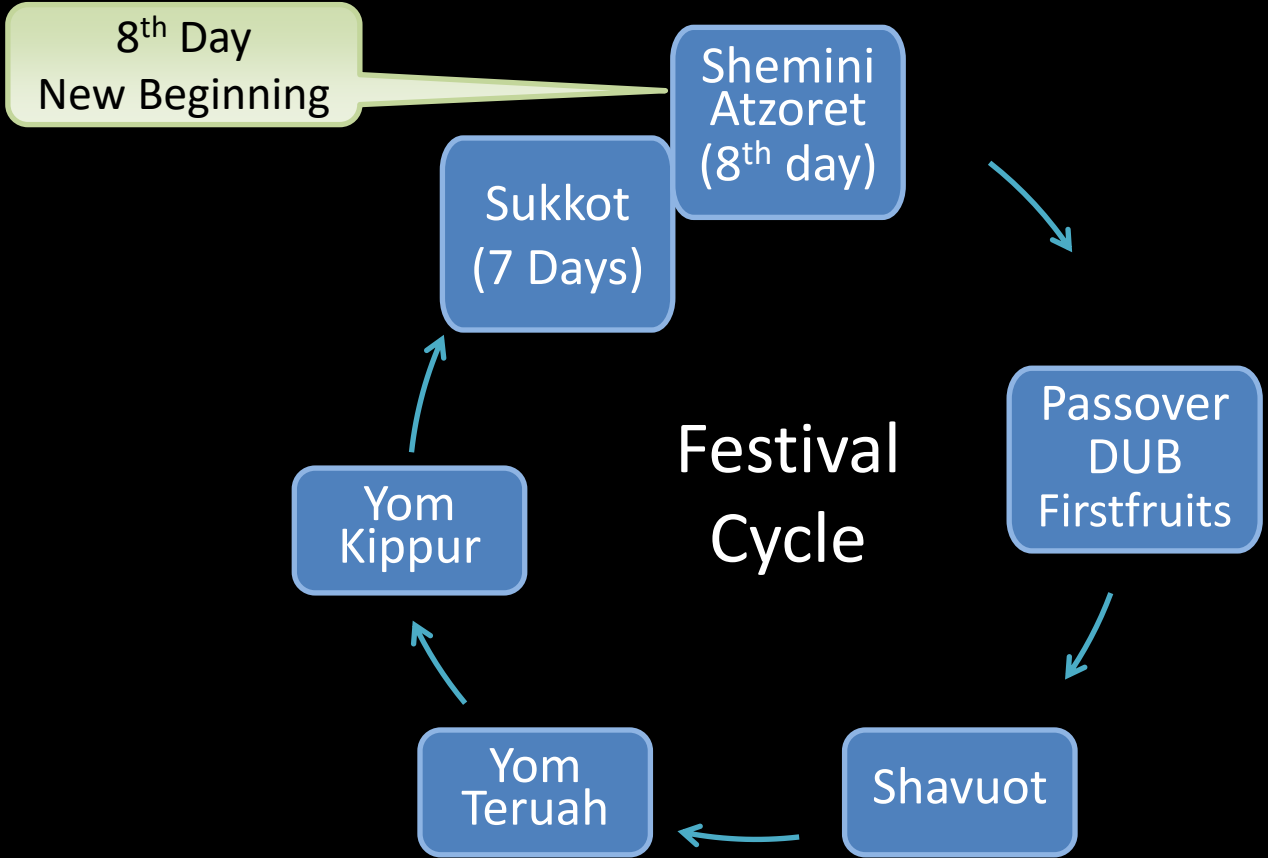 8th Day
New Beginning
Shemini
Atzoret
(8th day)
Sukkot
(7 Days)
Passover
DUB
Firstfruits
Festival
Cycle
Yom
Kippur
Yom
Teruah
Shavuot